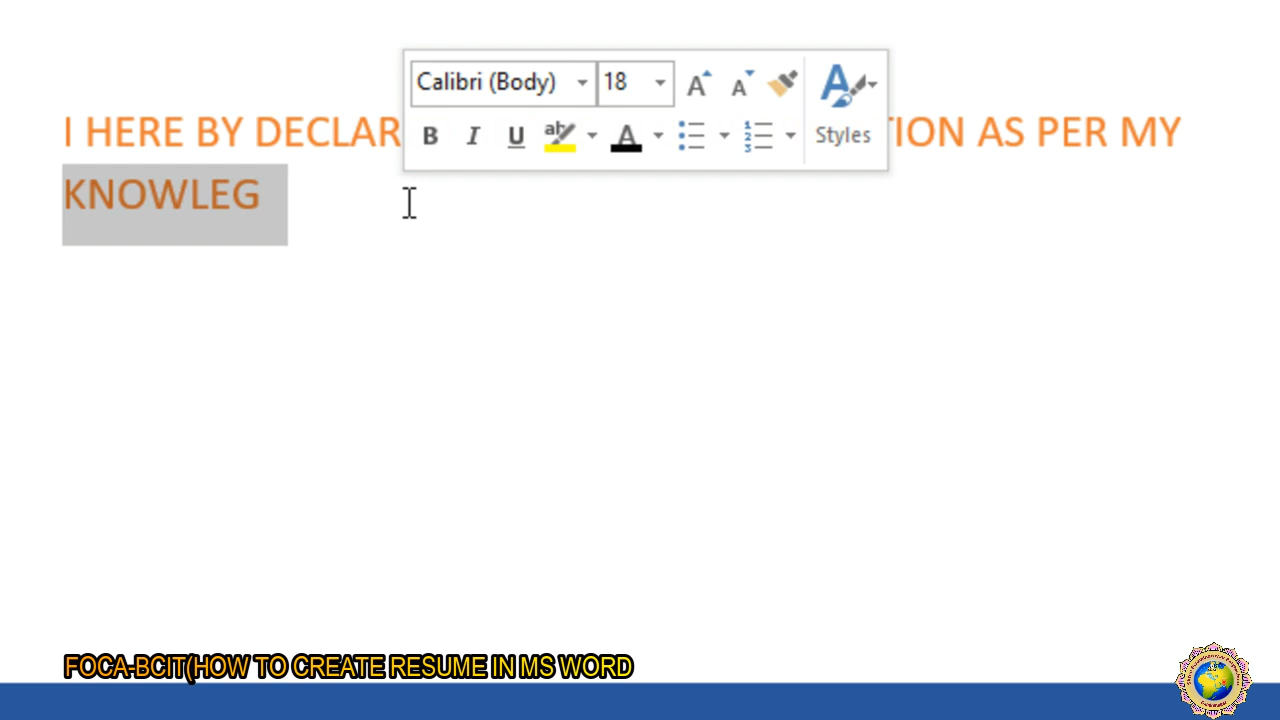 Calibri (Body) 18
B I U ab A Styles
I HERE BY DECLAR TION AS PER MY
KNOWLEG
FOCA-BCIT(HOW TO CREATE RESUME IN MS WORD